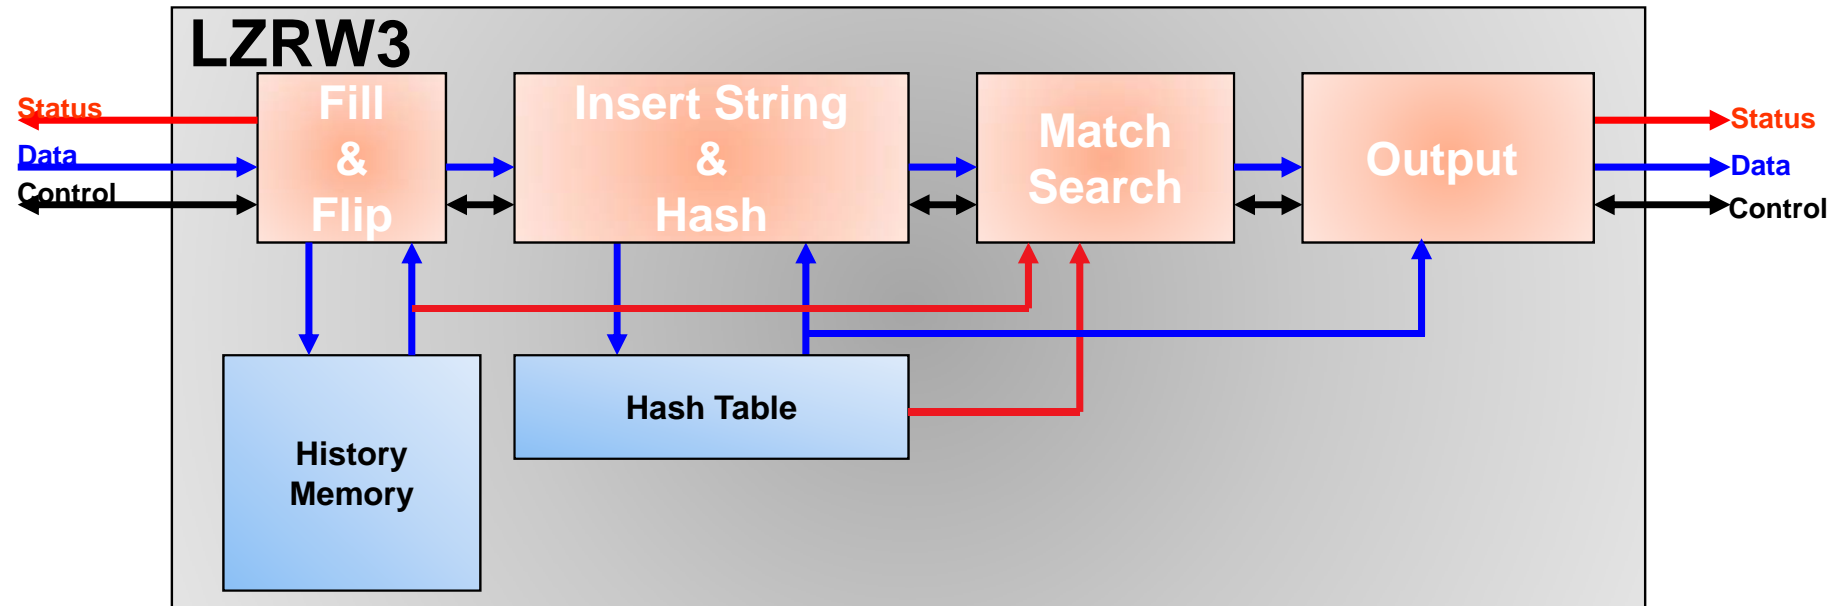 LZRW3
Status
Data
Control
Fill
&
Flip
Insert String
&
Hash
Match
Search
Output
Status
Data
Control
Hash Table
History
Memory